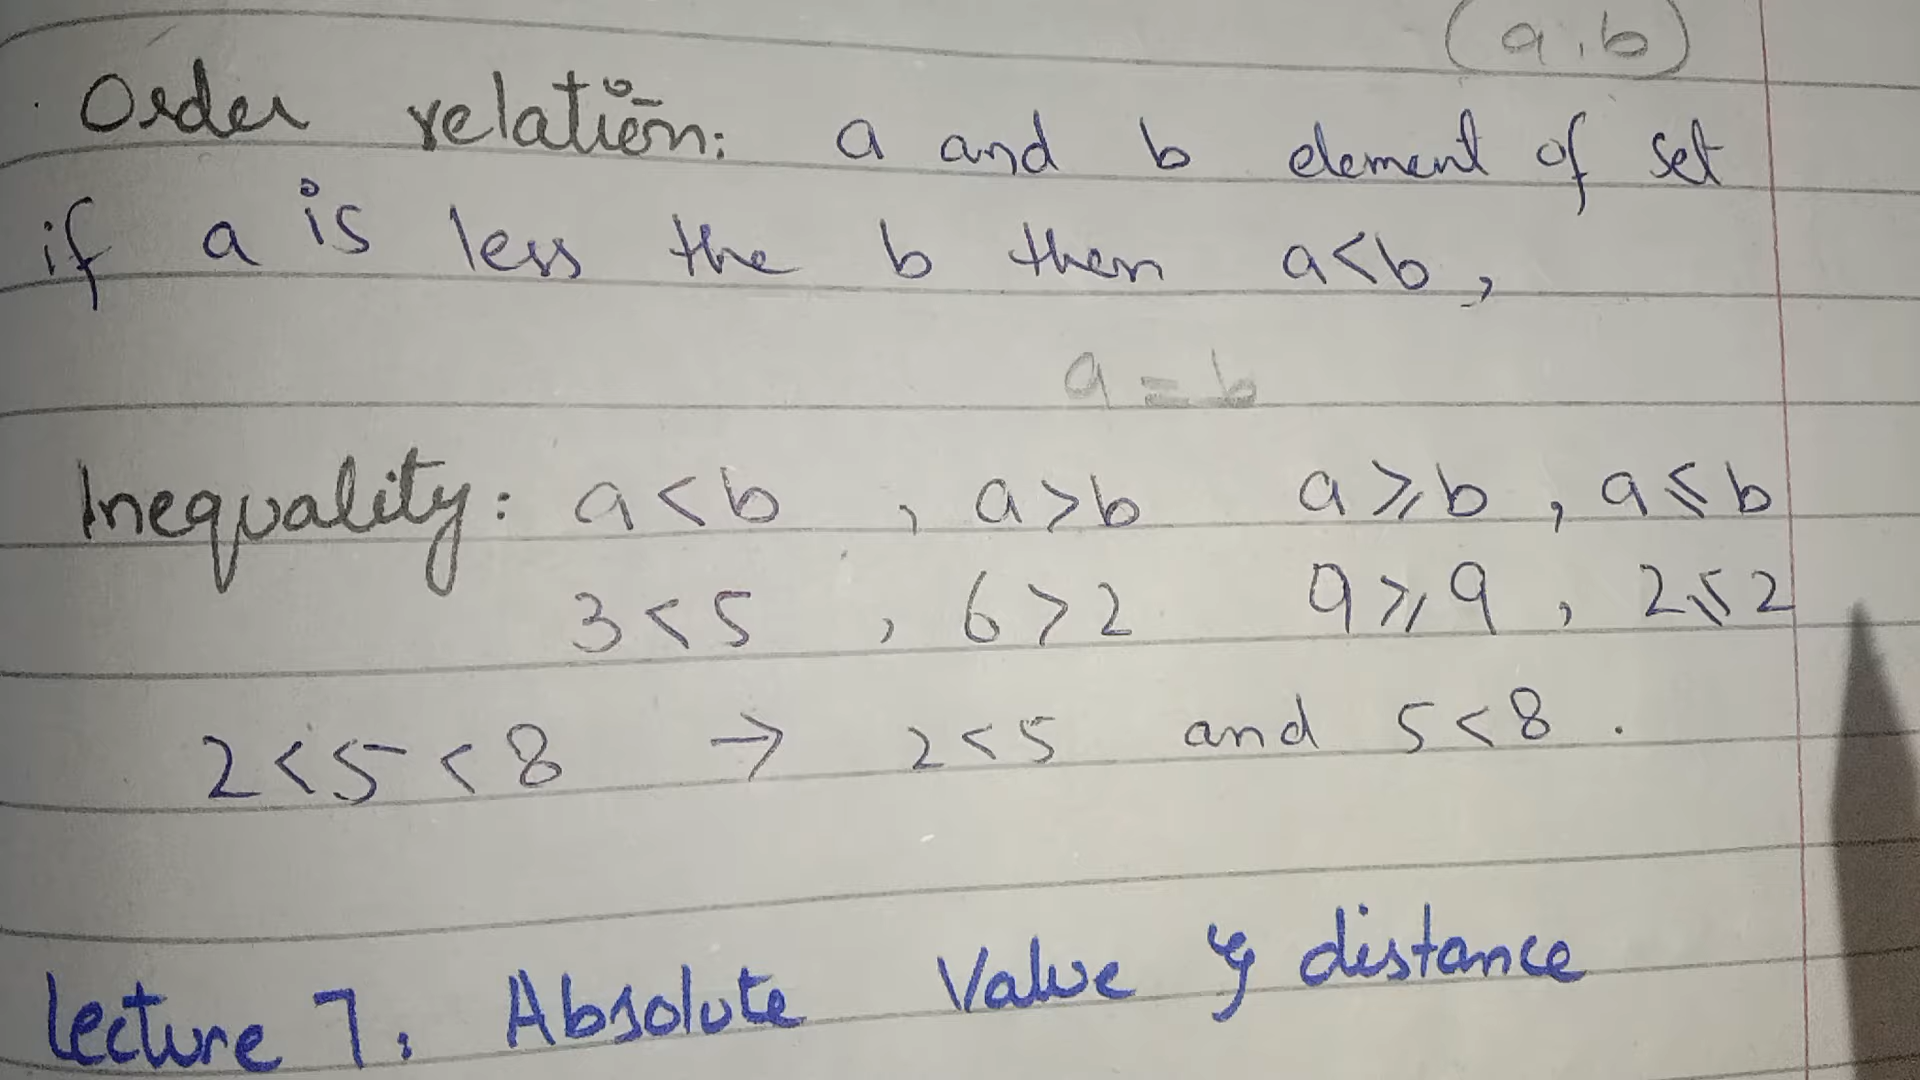 (a,b)
Order relation: a and b element of set
if a is less the b then a<b,
a = b
Inequality: a<b , a>b a⩾b , a⩽b
3<5 , 6>2 9⩾9 , 2⩽2
2<5<8 → 2<5 and 5<8 .
Lecture 7: Absolute Value & distance